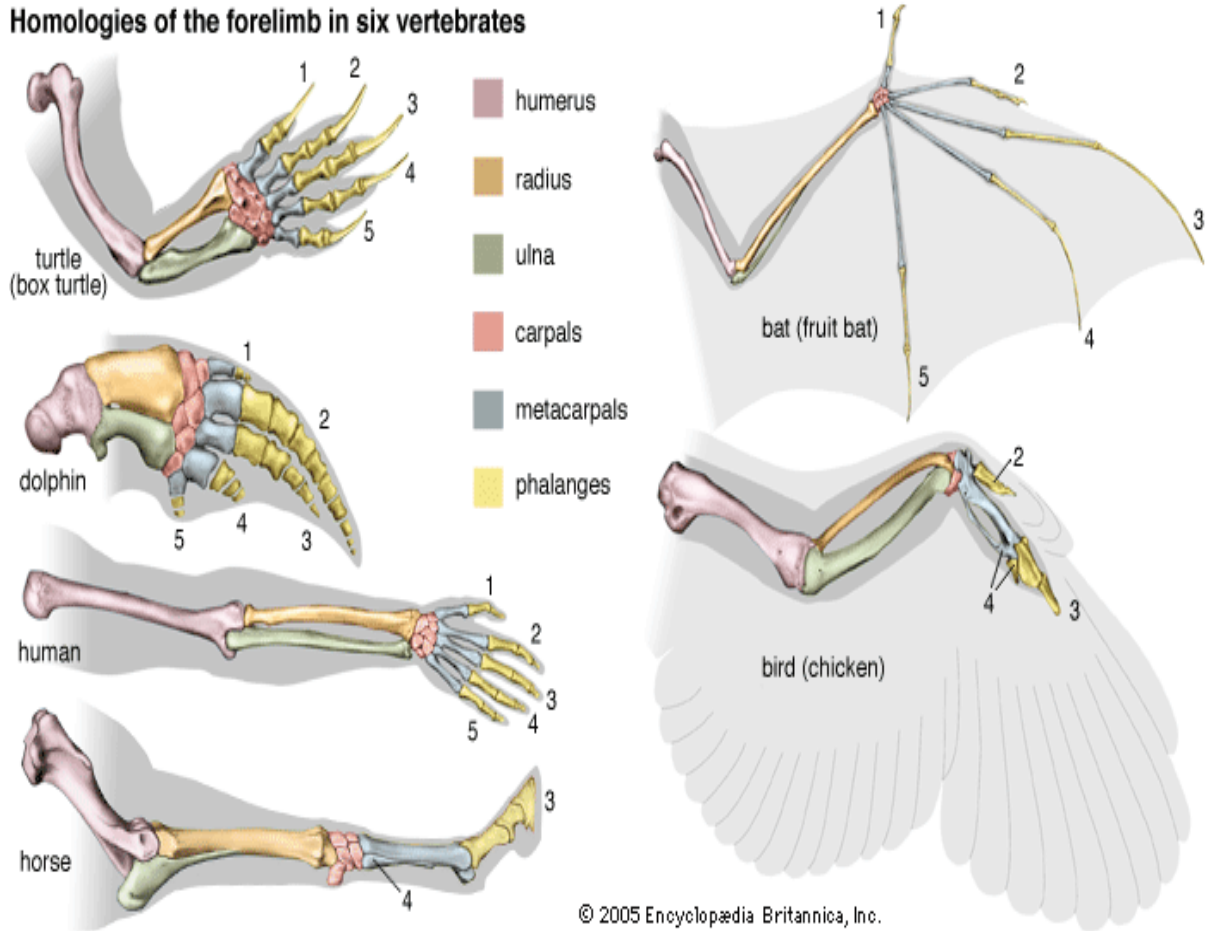 Homologies of the forelimb in six vertebrates
1
2
3
4
5
turtle
(box turtle)
humerus
radius
ulna
carpals
metacarpals
phalanges
1
2
3
4
5
bat (fruit bat)
1
2
3
4
5
dolphin
2
3
4
bird (chicken)
1
2
3
4
5
human
3
4
horse
© 2005 Encyclopædia Britannica, Inc.